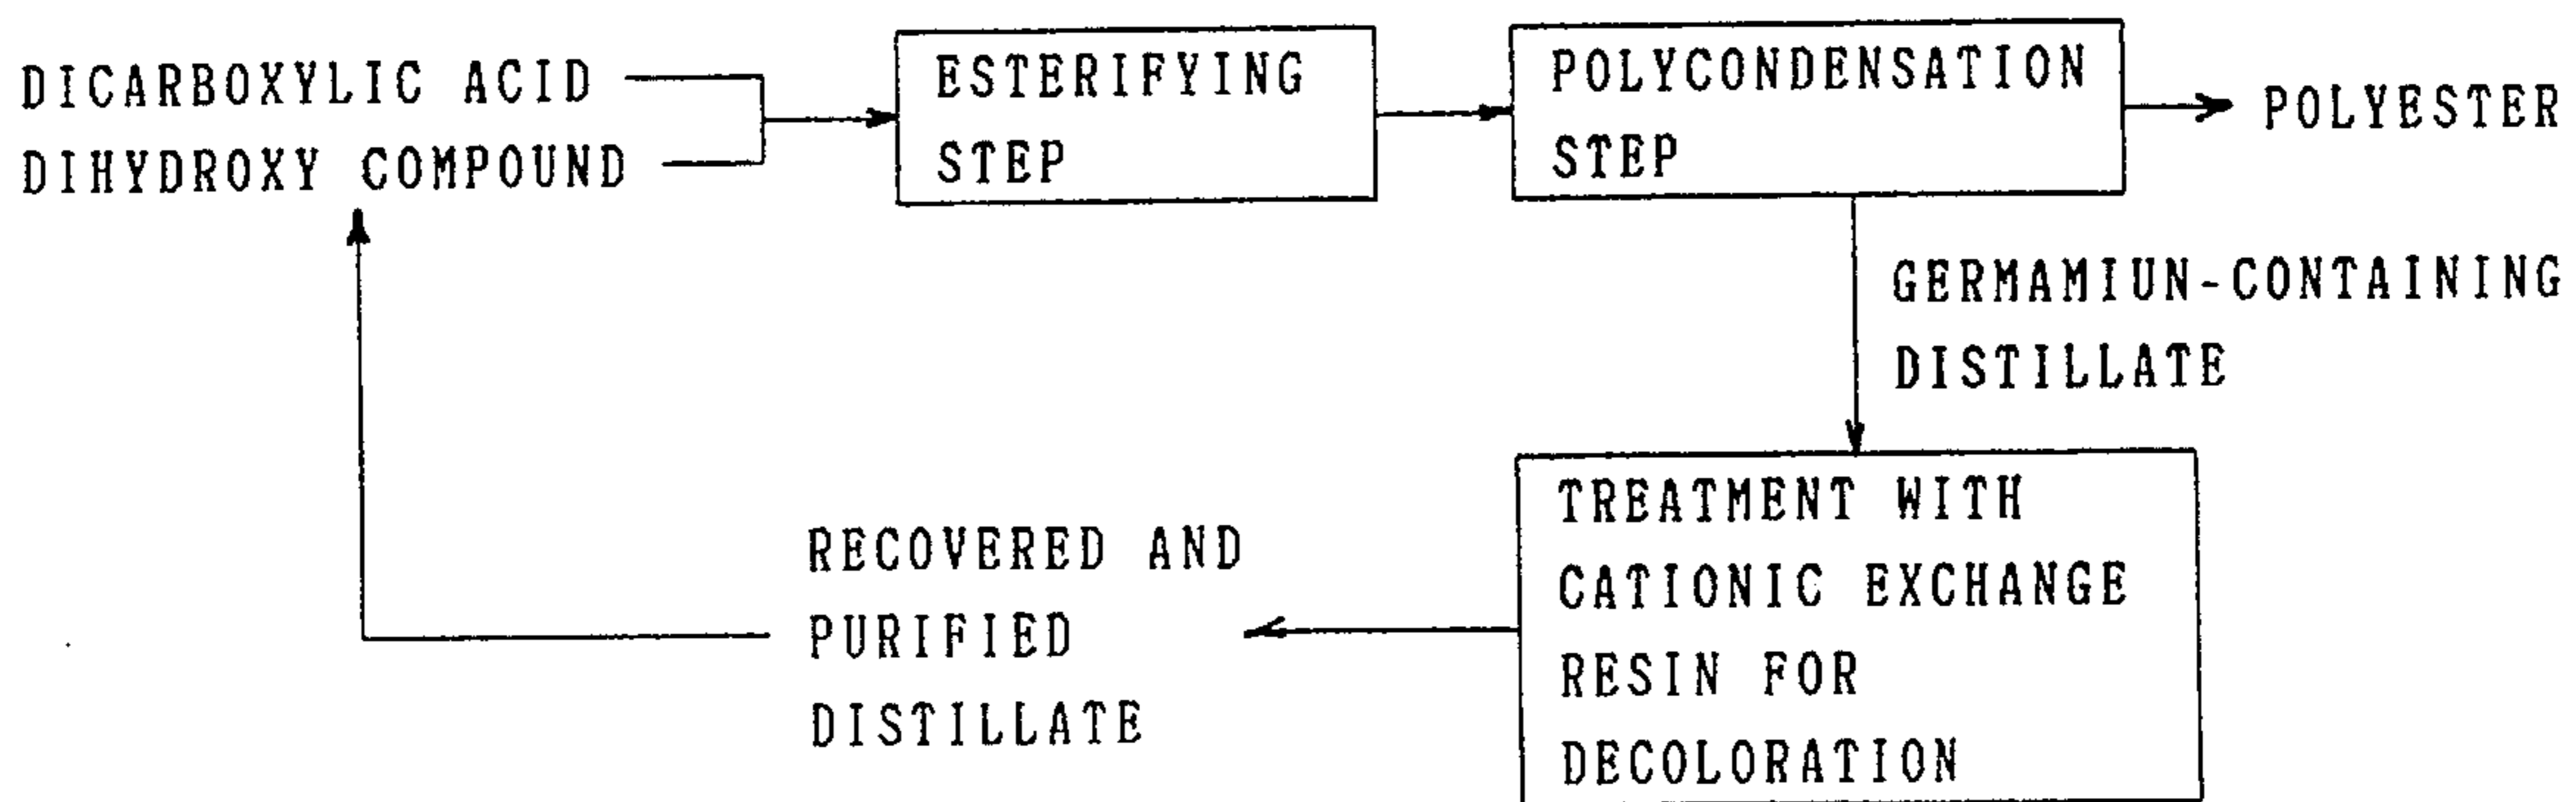 DICARBOXYLIC ACID
DIHYDROXY COMPOUND
ESTERIFYING
STEP
POLYCONDENSATION
STEP
POLYESTER
GERMAMIUN-CONTAINING
DISTILLATE
TREATMENT WITH
CATIONIC EXCHANGE
RESIN FOR
DECOLORATION
RECOVERED AND
PURIFIED
DISTILLATE